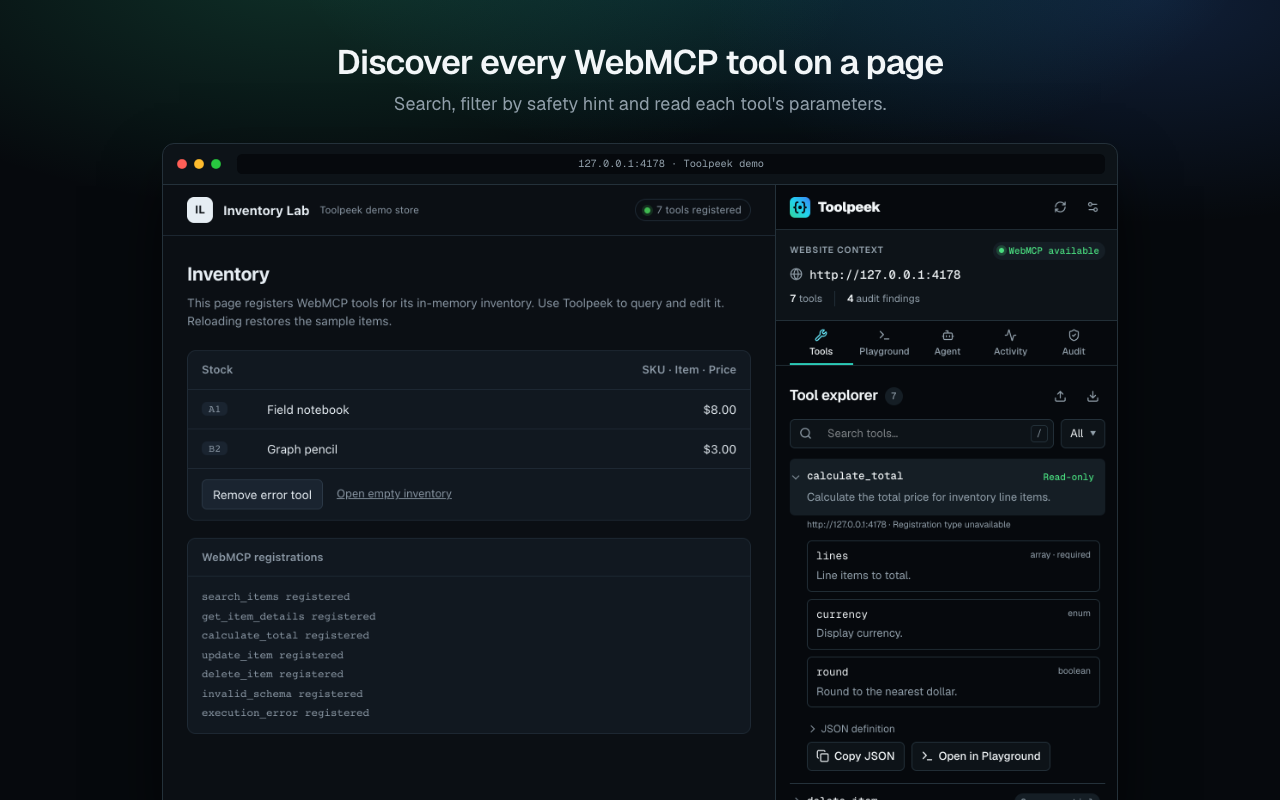 Discover every WebMCP tool on a page
Search, filter by safety hint and read each tool's parameters.
127.0.0.1:4178 · Toolpeek demo
IL
Inventory Lab
Toolpeek demo store
7 tools registered
Inventory
This page registers WebMCP tools for its in-memory inventory. Use Toolpeek to query and edit it.
Reloading restores the sample items.
Stock
SKU · Item · Price
A1
Field notebook
$8.00
B2
Graph pencil
$3.00
Remove error tool
Open empty inventory
WebMCP registrations
search_items registered
get_item_details registered
calculate_total registered
update_item registered
delete_item registered
invalid_schema registered
execution_error registered
Toolpeek
WEBSITE CONTEXT
WebMCP available
http://127.0.0.1:4178
7 tools
4 audit findings
Tools
Playground
Agent
Activity
Audit
Tool explorer
7
Search tools…
/
All
calculate_total
Read-only
Calculate the total price for inventory line items.
http://127.0.0.1:4178 · Registration type unavailable
lines
array · required
Line items to total.
currency
enum
Display currency.
round
boolean
Round to the nearest dollar.
JSON definition
Copy JSON
Open in Playground
delete_item